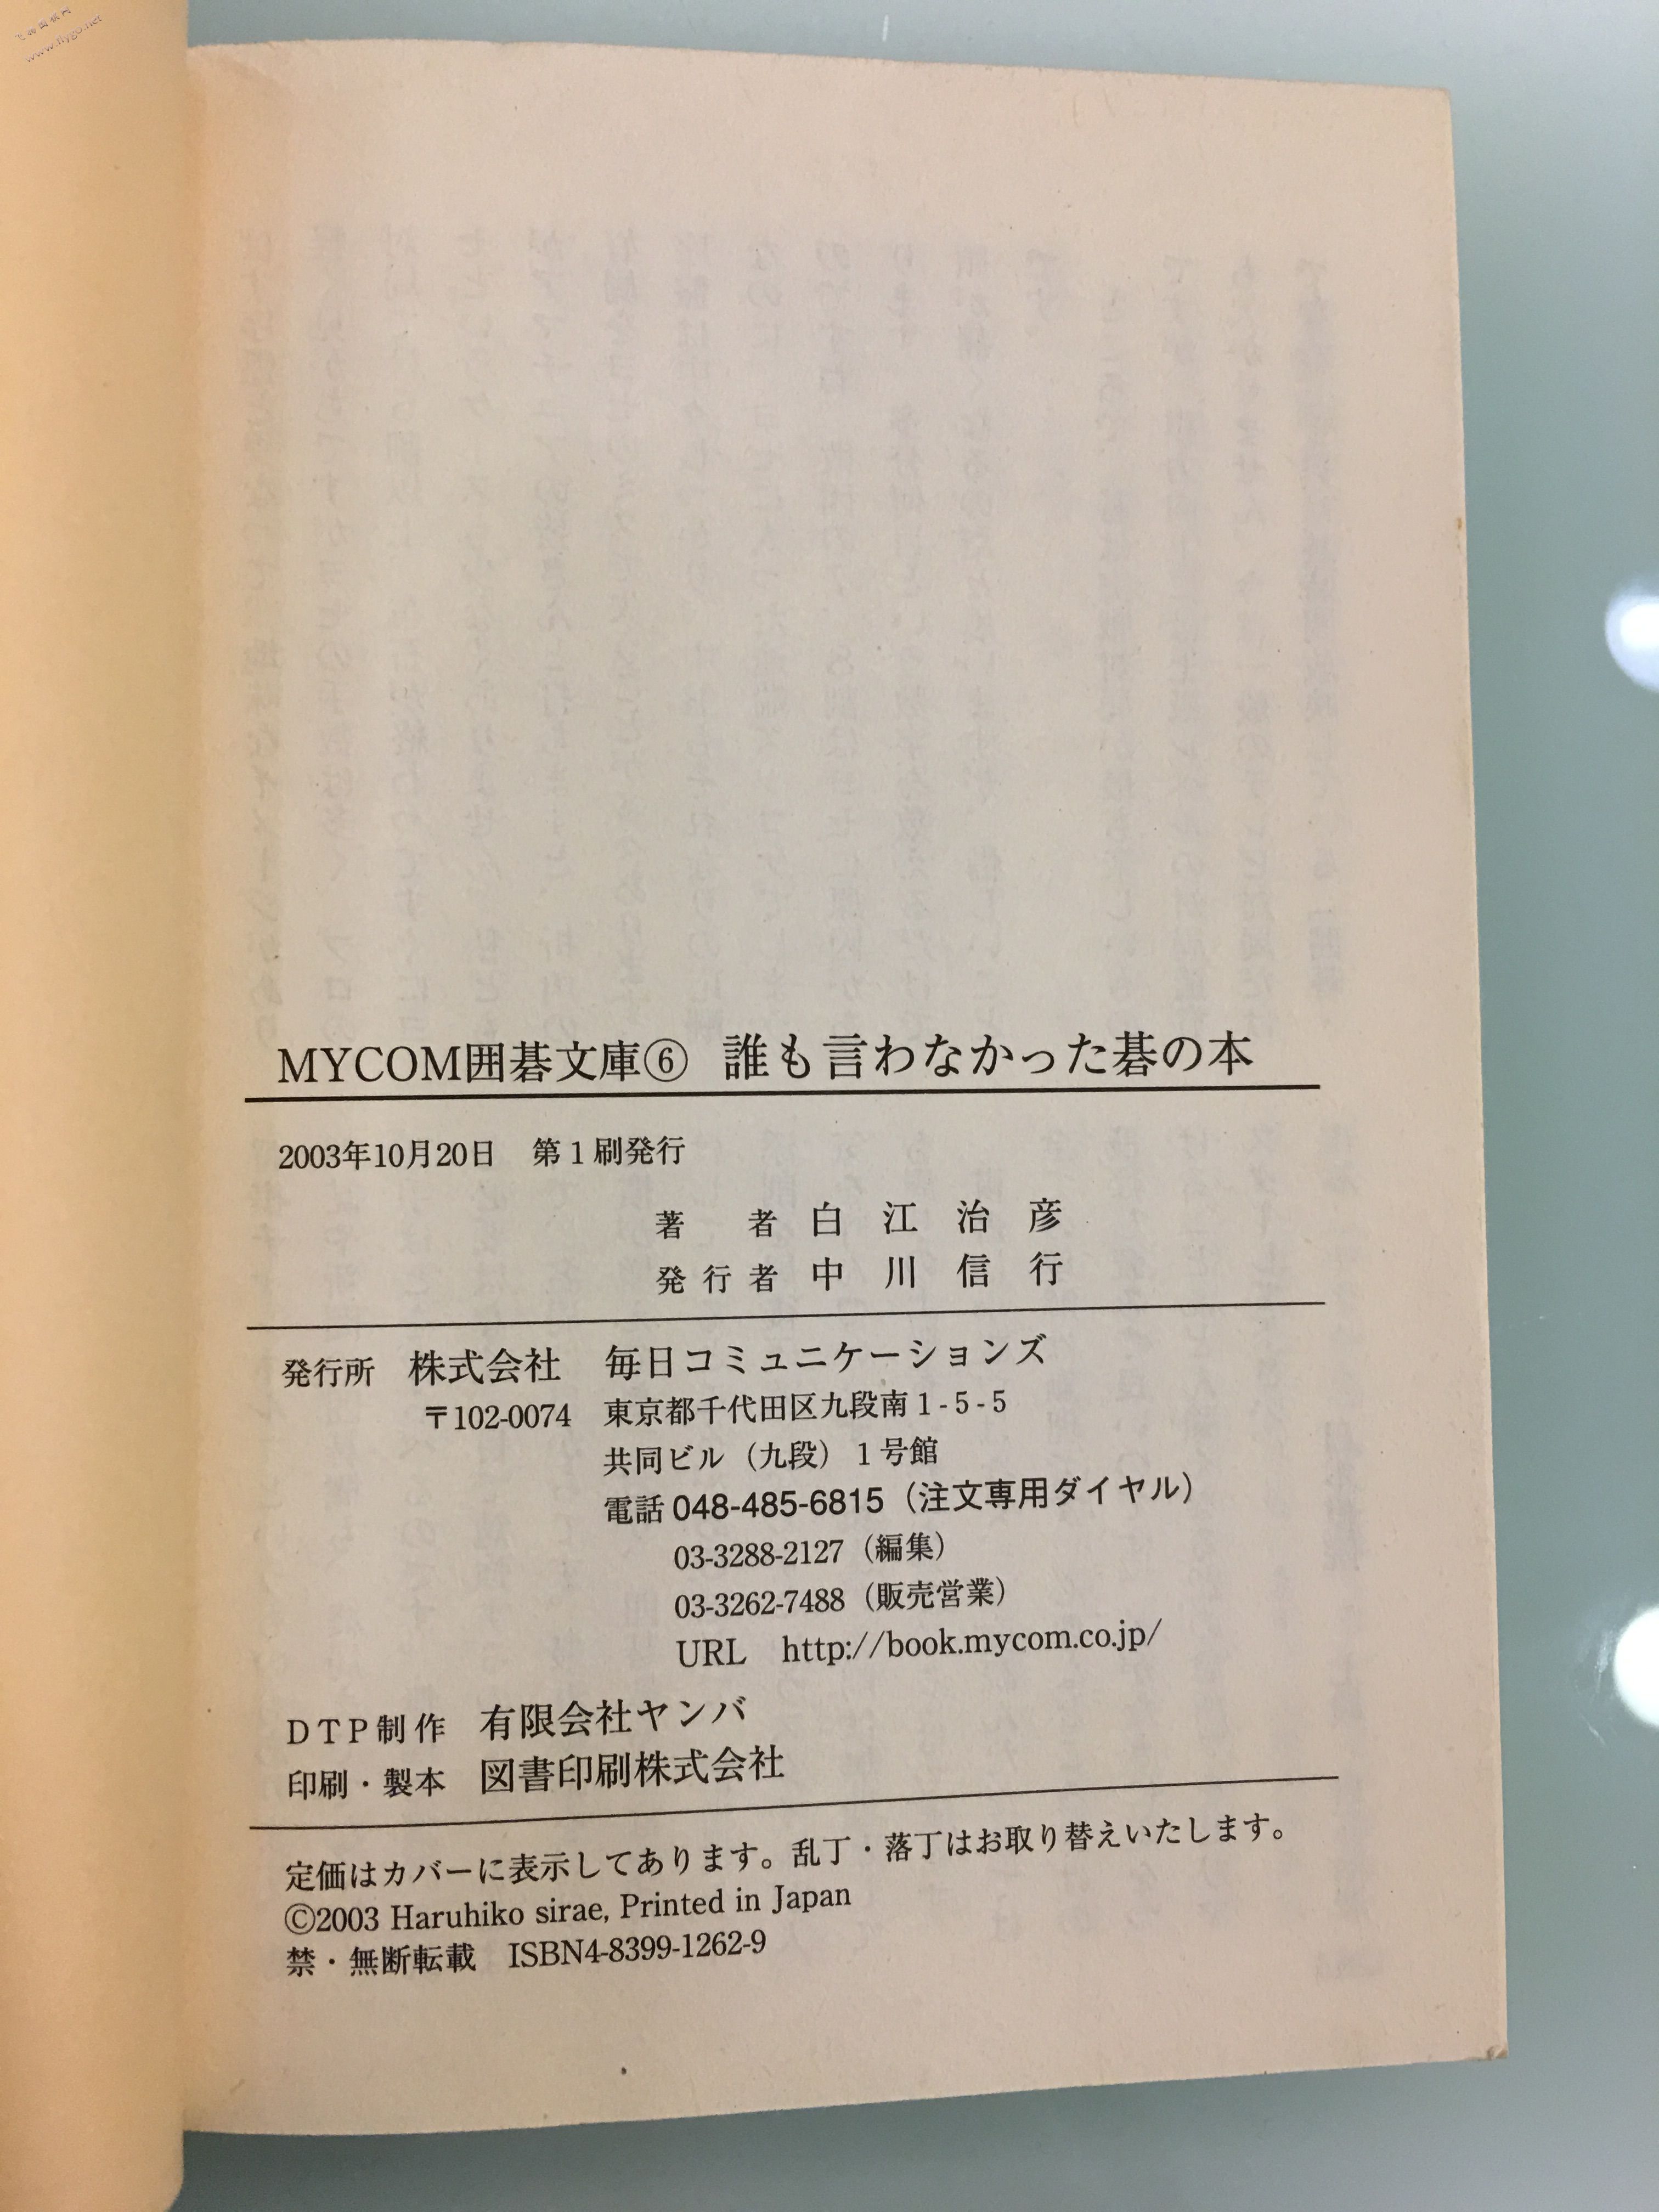 www.flygo.net
MYCOM囲碁文庫⑥ 誰も言わなかった碁の本
2003年10月20日 第1刷発行
著者 白江治彦
発行者 中川信行
発行所 株式会社 毎日コミュニケーションズ
〒102-0074 東京都千代田区九段南1-5-5
共同ビル（九段）1号館
電話 048-485-6815（注文専用ダイヤル）
03-3288-2127（編集）
03-3262-7488（販売営業）
URL http://book.mycom.co.jp/
DTP制作 有限会社ヤンバ
印刷・製本 図書印刷株式会社
定価はカバーに表示してあります。乱丁・落丁はお取り替えいたします。
©2003 Haruhiko sirae, Printed in Japan
禁・無断転載 ISBN4-8399-1262-9